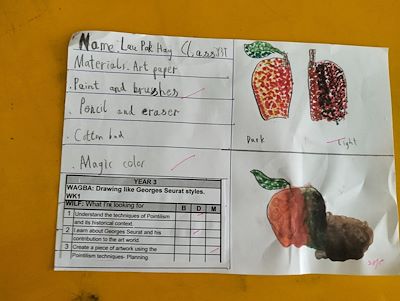 Name: Lau Pak Hay Class: 3T
Materials. Art paper
. Paint and brushes
. Pencil and eraser
. Cotton bud
. Magic color
YEAR 3
WAGBA: Drawing like Georges Seurat styles.
WK1
WILF: What I'm looking for B D M
1 Understand the techniques of Pointilism
and its historical context.
2 Learn about Georges Seurat and his
contribution to the art world.
3 Create a piece of artwork using the
Pointilism techniques- Planning
Dark
Light